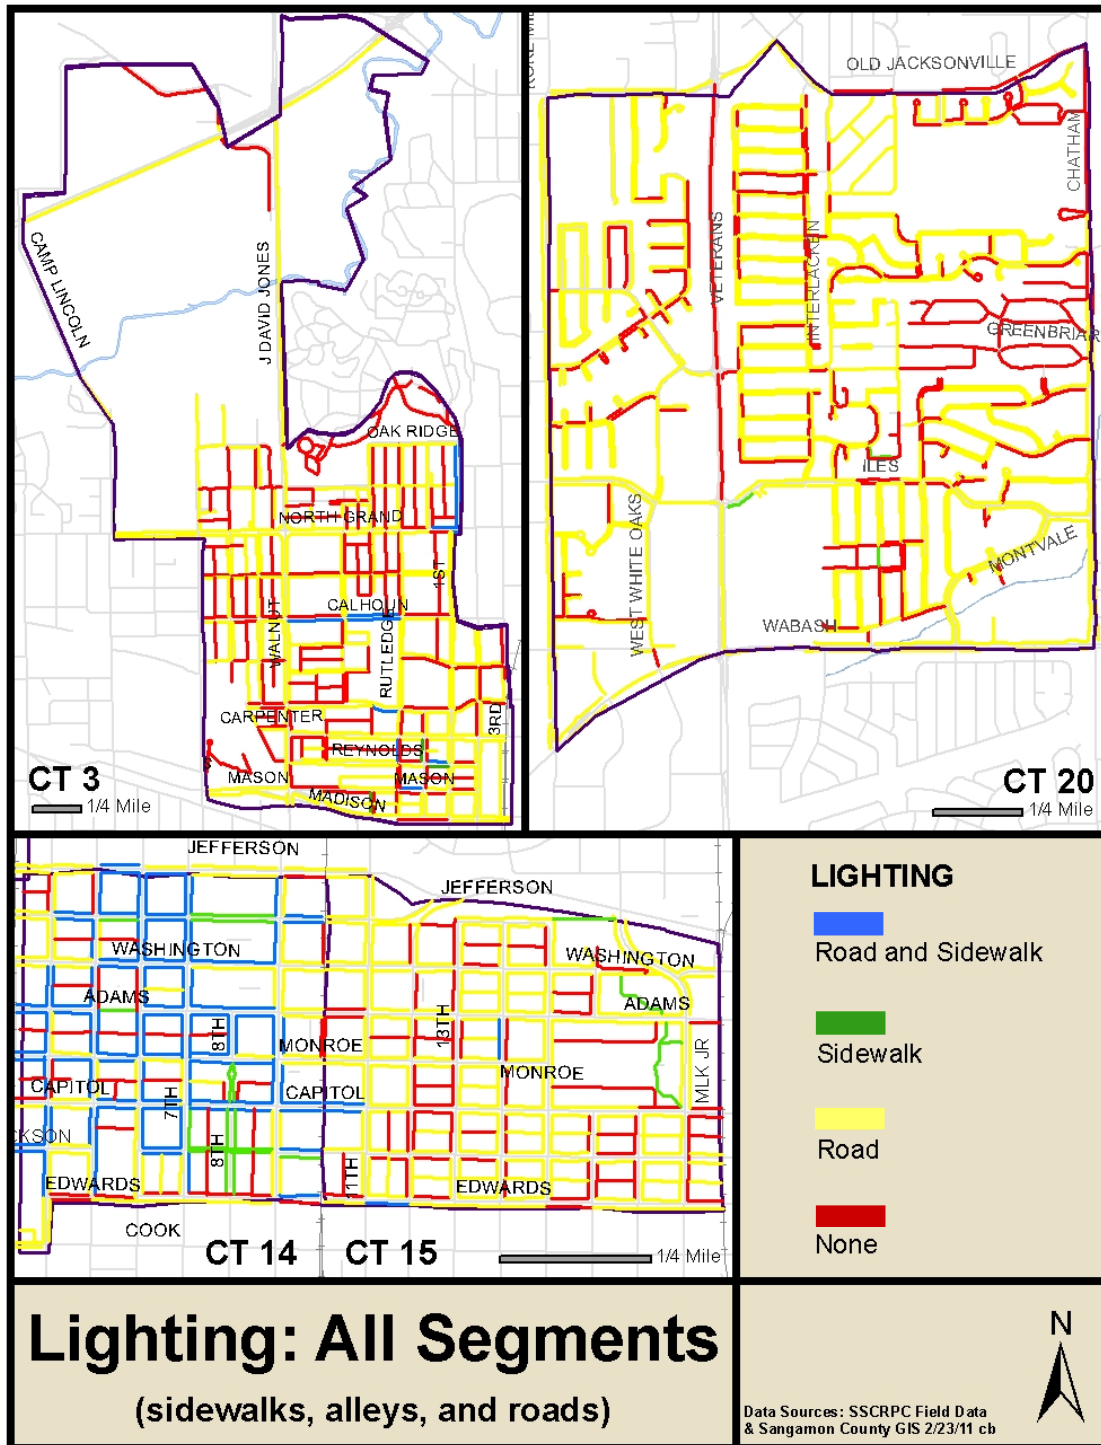 CAMP LINCOLN
J DAVID JONES
OAK RIDGE
NORTH GRAND
1ST
CALHOUN
WALNUT
RUTLEDGE
CARPENTER
3RD
REYNOLDS
MASON
MASON
MADISON
CT 3
1/4 Mile
OLD JACKSONVILLE
CHATHAM
VETERANS
INTERLACKEN
GREENBRIAR
ILES
WEST WHITE OAKS
MONTVALE
WABASH
CT 20
1/4 Mile
JEFFERSON
JEFFERSON
WASHINGTON
WASHINGTON
ADAMS
ADAMS
8TH
13TH
MONROE
MONROE
MLK JR
CAPITOL
CAPITOL
7TH
CKSON
8TH
11TH
EDWARDS
EDWARDS
COOK
CT 14
CT 15
1/4 Mile
LIGHTING
Road and Sidewalk
Sidewalk
Road
None
Lighting: All Segments
(sidewalks, alleys, and roads)
N
Data Sources: SSCRPC Field Data
& Sangamon County GIS 2/23/11 cb